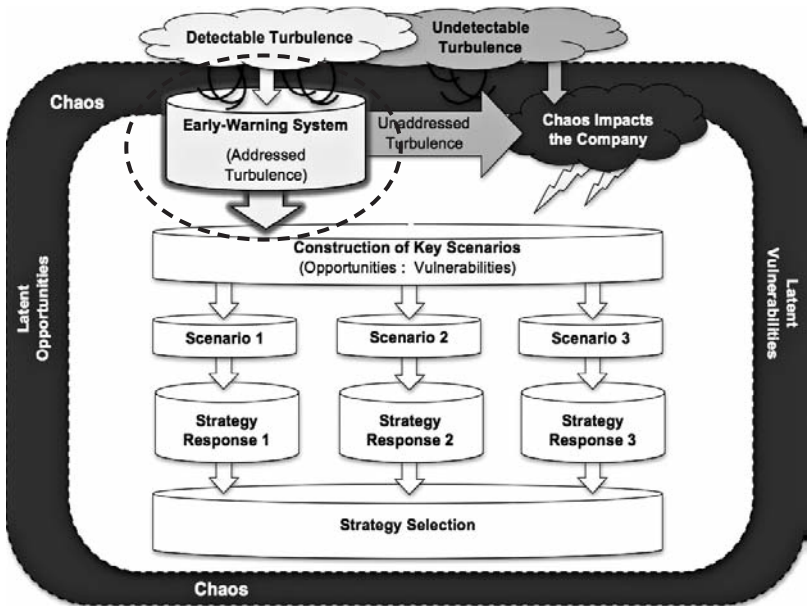 Detectable Turbulence
Undetectable
Turbulence
Chaos
Early-Warning System
(Addressed
Turbulence)
Unaddressed
Turbulence
Chaos Impacts
the Company
Latent
Opportunities
Latent
Vulnerabilities
Construction of Key Scenarios
(Opportunities : Vulnerabilities)
Scenario 1
Scenario 2
Scenario 3
Strategy
Response 1
Strategy
Response 2
Strategy
Response 3
Strategy Selection
Chaos